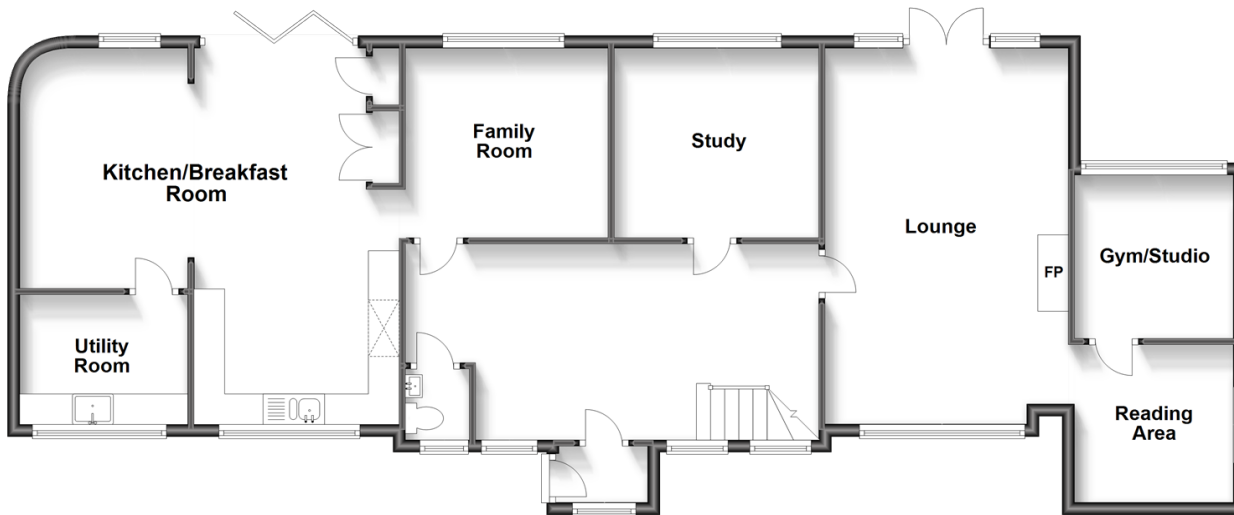 Kitchen/Breakfast
Room
Family
Room
Study
Lounge
FP
Gym/Studio
Utility
Room
Reading
Area